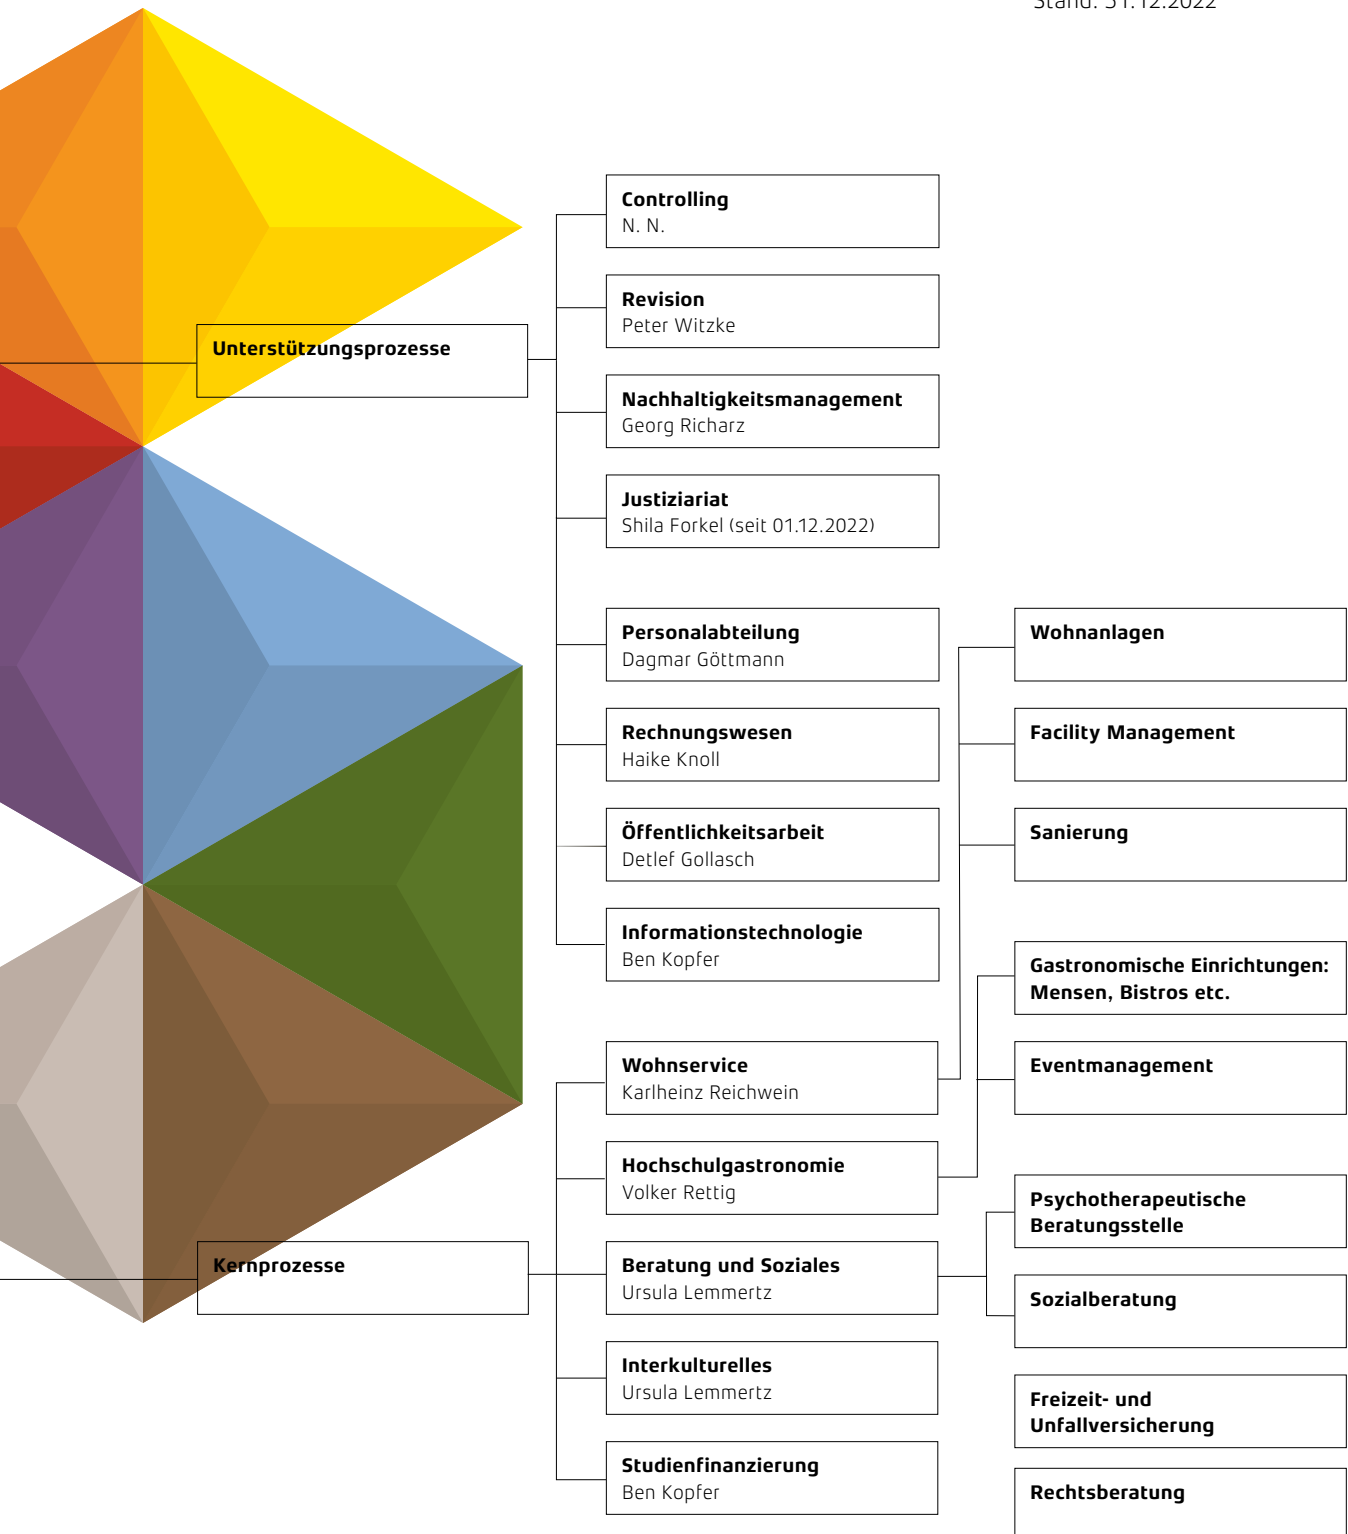 Stand: 31.12.2022
Controlling
N. N.
Revision
Peter Witzke
Unterstützungsprozesse
Nachhaltigkeitsmanagement
Georg Richarz
Justiziariat
Shila Forkel (seit 01.12.2022)
Personalabteilung
Dagmar Göttmann
Rechnungswesen
Haike Knoll
Öffentlichkeitsarbeit
Detlef Gollasch
Informationstechnologie
Ben Kopfer
Wohnanlagen
Facility Management
Sanierung
Gastronomische Einrichtungen:
Mensen, Bistros etc.
Eventmanagement
Kernprozesse
Wohnservice
Karlheinz Reichwein
Hochschulgastronomie
Volker Rettig
Beratung und Soziales
Ursula Lemmertz
Interkulturelles
Ursula Lemmertz
Studienfinanzierung
Ben Kopfer
Psychotherapeutische
Beratungsstelle
Sozialberatung
Freizeit- und
Unfallversicherung
Rechtsberatung